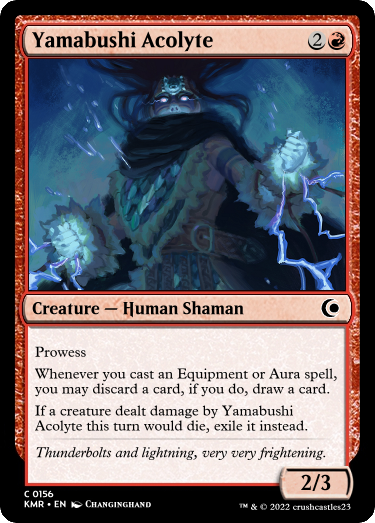 Yamabushi Acolyte 2
Creature — Human Shaman
Prowess
Whenever you cast an Equipment or Aura spell,
you may discard a card, if you do, draw a card.
If a creature dealt damage by Yamabushi
Acolyte this turn would die, exile it instead.
Thunderbolts and lightning, very very frightening.
2/3
C 0156
KMR • EN Changinghand
™ & © 2022 crushcastles23